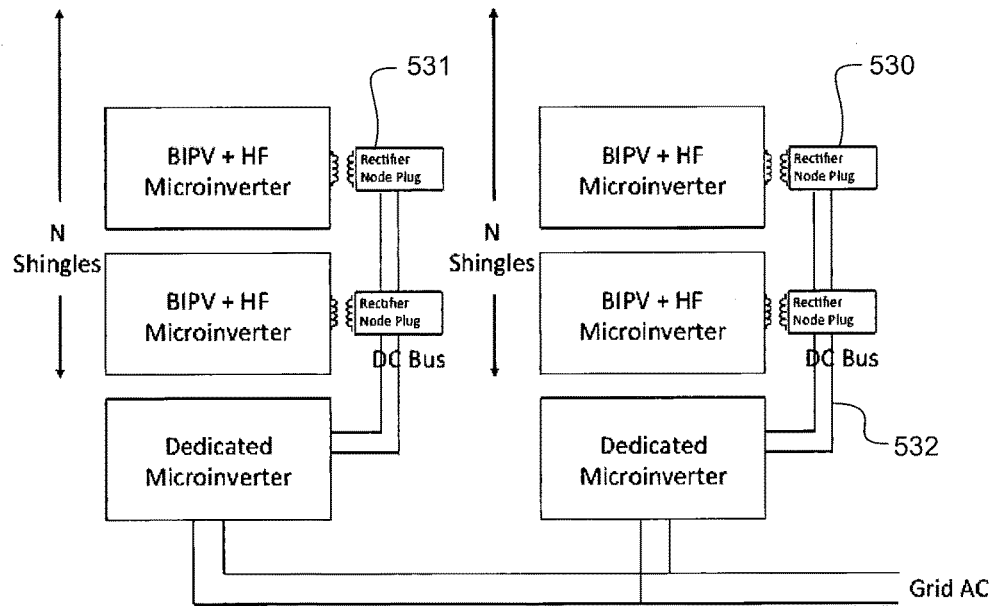 531
530
BIPV + HF
Microinverter
Rectifier
Node Plug
BIPV + HF
Microinverter
Rectifier
Node Plug
N
Shingles
N
Shingles
BIPV + HF
Microinverter
Rectifier
Node Plug
DC Bus
BIPV + HF
Microinverter
Rectifier
Node Plug
DC Bus
Dedicated
Microinverter
Dedicated
Microinverter
532
Grid AC